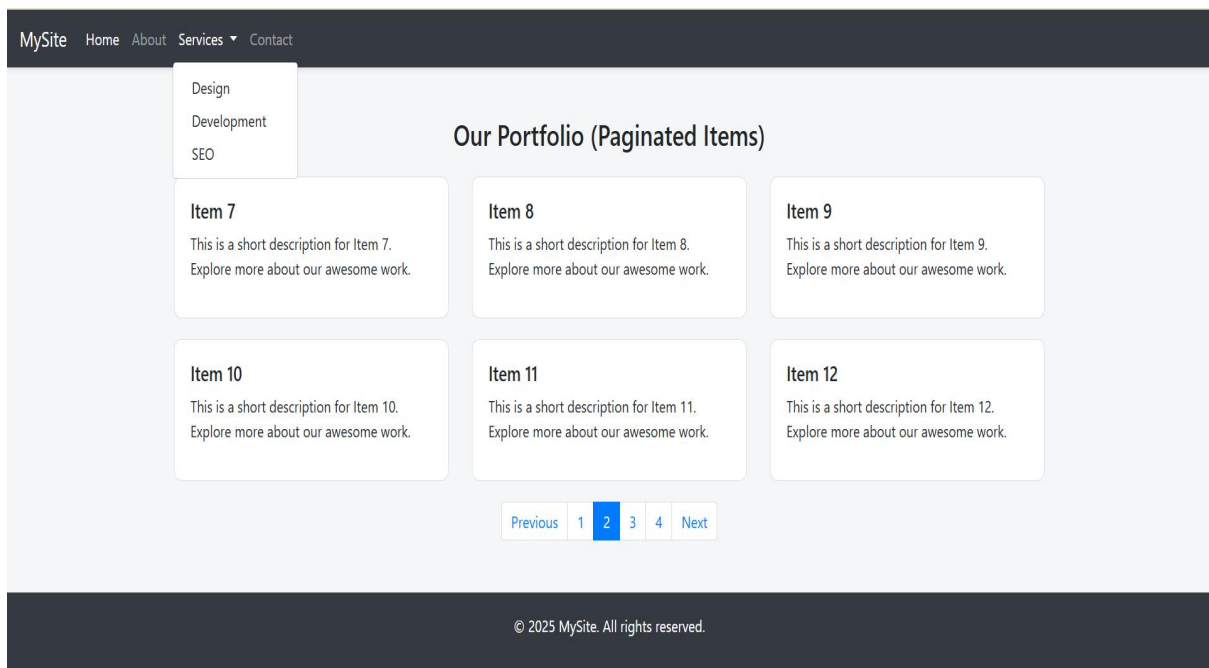 MySite Home About Services Contact
Design
Development
SEO
Our Portfolio (Paginated Items)
Item 7
This is a short description for Item 7.
Explore more about our awesome work.
Item 8
This is a short description for Item 8.
Explore more about our awesome work.
Item 9
This is a short description for Item 9.
Explore more about our awesome work.
Item 10
This is a short description for Item 10.
Explore more about our awesome work.
Item 11
This is a short description for Item 11.
Explore more about our awesome work.
Item 12
This is a short description for Item 12.
Explore more about our awesome work.
Previous 1 2 3 4 Next
© 2025 MySite. All rights reserved.